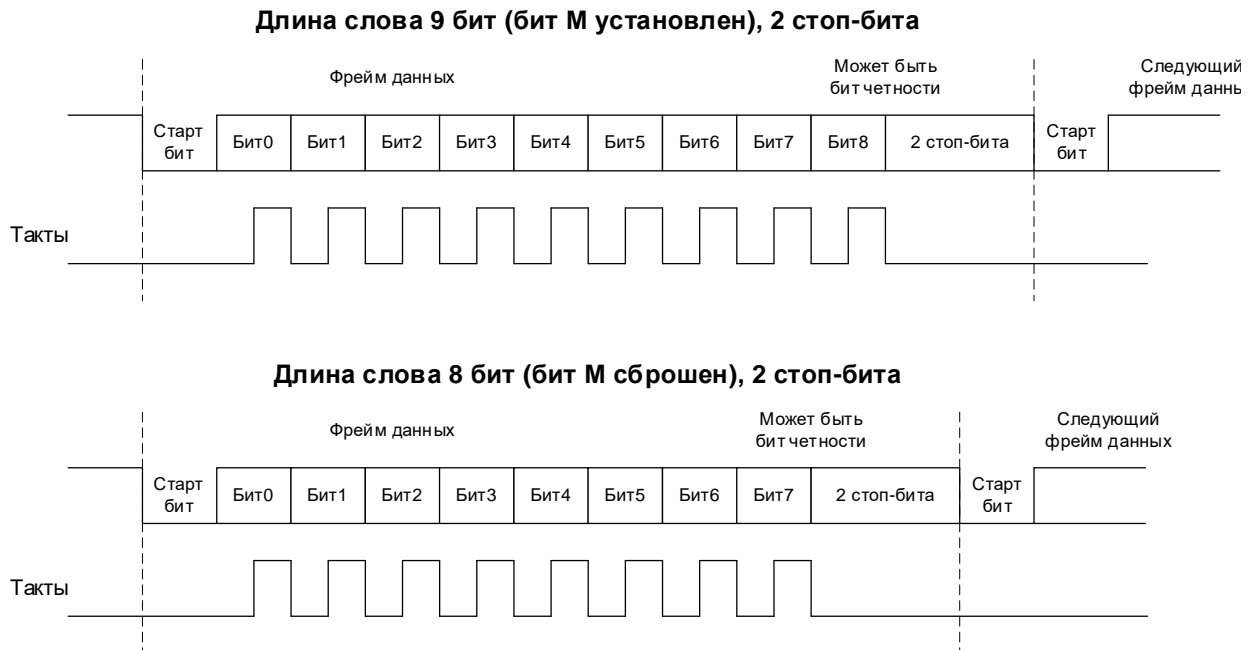 Длина слова 9 бит (бит M установлен), 2 стоп-бита
Фрейм данных
Может быть
бит четности
Следующий
фрейм данны
Старт
бит
Бит0 Бит1 Бит2 Бит3 Бит4 Бит5 Бит6 Бит7 Бит8 2 стоп-бита
Старт
бит
Такты
Длина слова 8 бит (бит M сброшен), 2 стоп-бита
Фрейм данных
Может быть
бит четности
Следующий
фрейм данных
Старт
бит
Бит0 Бит1 Бит2 Бит3 Бит4 Бит5 Бит6 Бит7 2 стоп-бита
Старт
бит
Такты